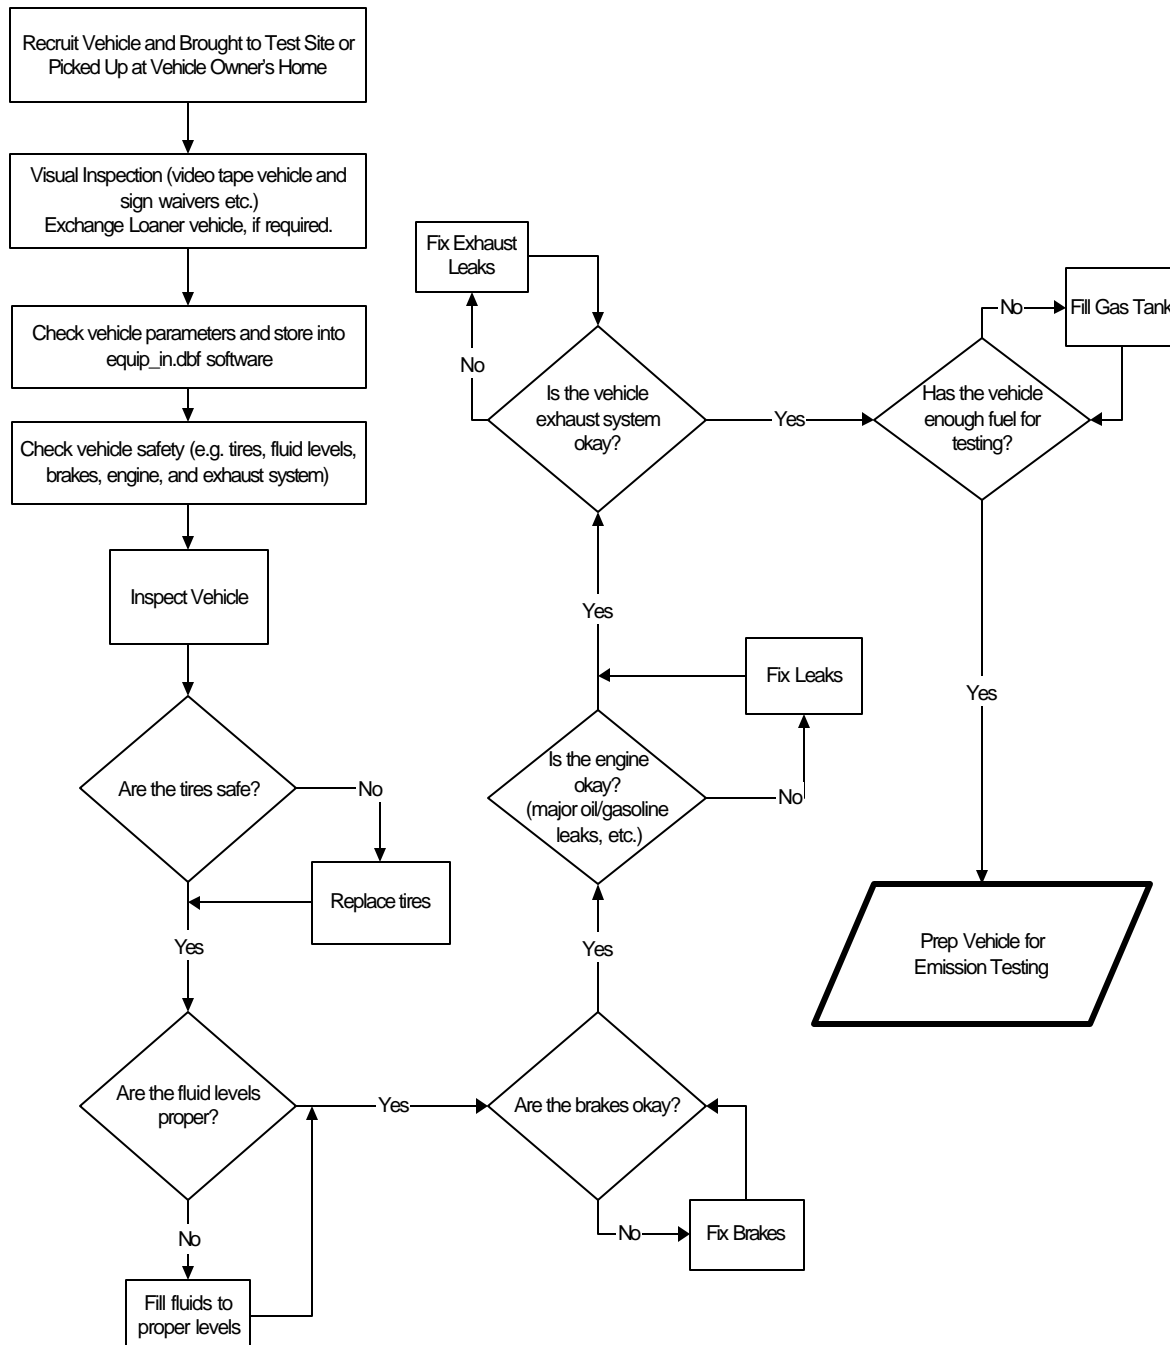 Recruit Vehicle and Brought to Test Site or
Picked Up at Vehicle Owner's Home
Visual Inspection (video tape vehicle and
sign waivers etc.)
Exchange Loaner vehicle, if required.
Check vehicle parameters and store into
equip_in.dbf software
Check vehicle safety (e.g. tires, fluid levels,
brakes, engine, and exhaust system)
Inspect Vehicle
Are the tires safe?
No
Replace tires
Yes
Are the fluid levels
proper?
No
Fill fluids to
proper levels
Yes
Are the brakes okay?
No
Fix Brakes
Yes
Is the engine
okay?
(major oil/gasoline
leaks, etc.)
No
Fix Leaks
Yes
Is the vehicle
exhaust system
okay?
No
Fix Exhaust
Leaks
Yes
Has the vehicle
enough fuel for
testing?
No
Fill Gas Tank
Yes
Prep Vehicle for
Emission Testing